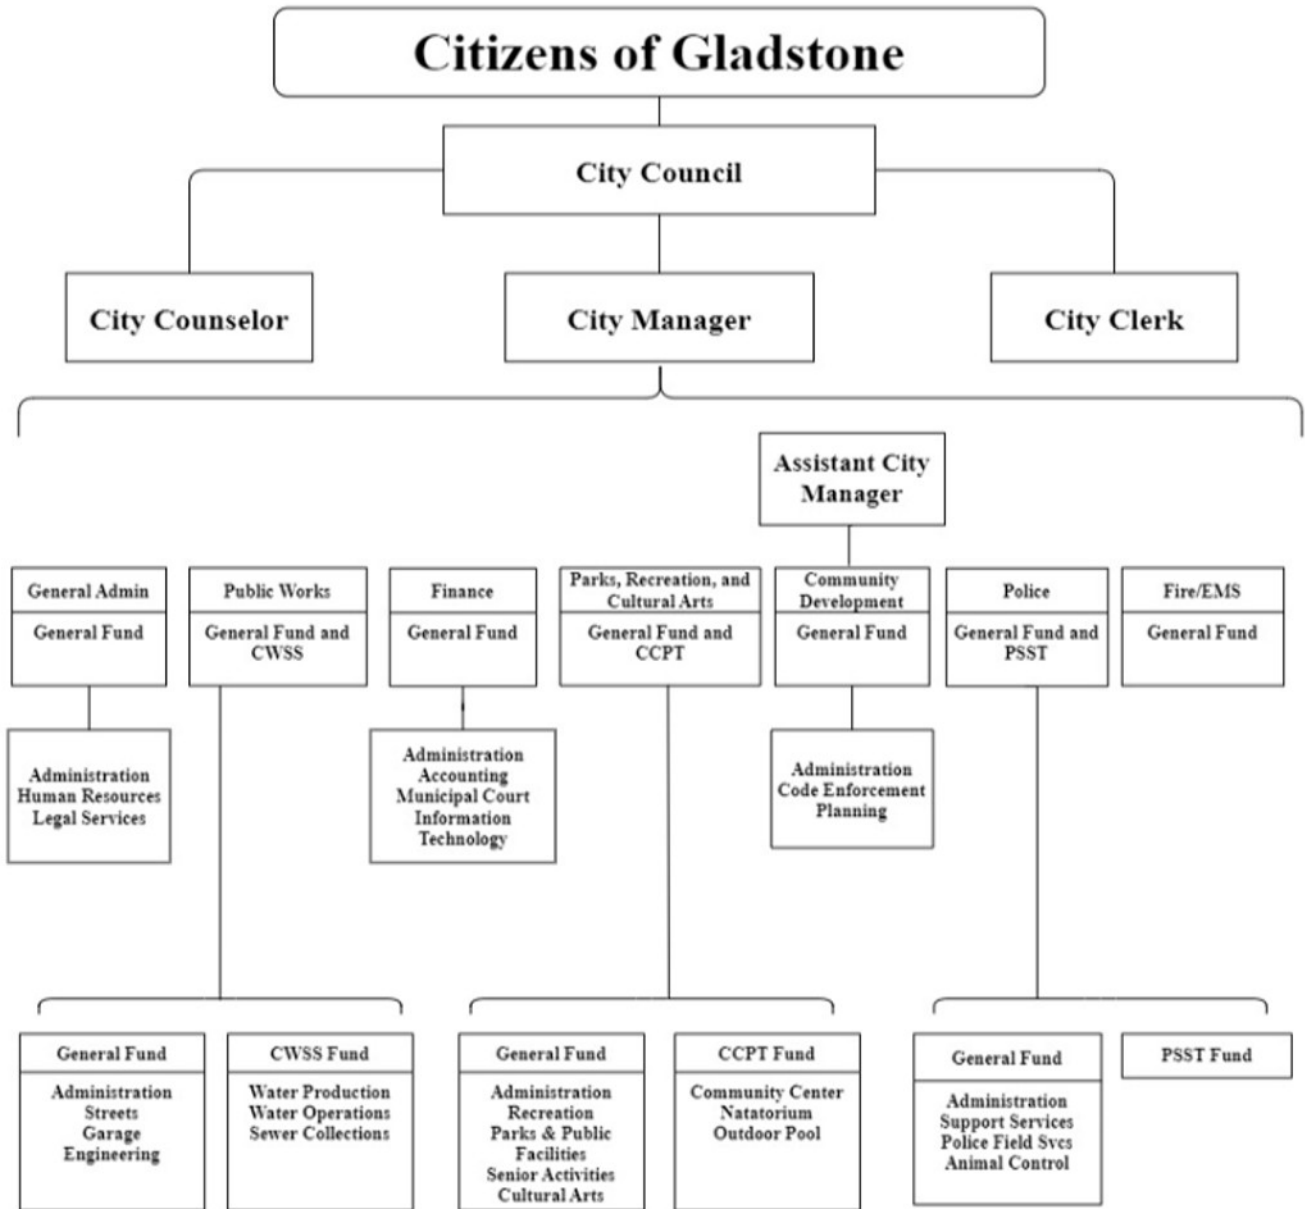 Citizens of Gladstone
City Council
City Counselor
City Manager
City Clerk
Assistant City
Manager
General Admin
General Fund
Public Works
General Fund and
CWSS
Finance
General Fund
Parks, Recreation, and
Cultural Arts
General Fund and
CCPT
Community
Development
General Fund
Police
General Fund and
PSST
Fire/EMS
General Fund
Administration
Human Resources
Legal Services
Administration
Accounting
Municipal Court
Information
Technology
Administration
Code Enforcement
Planning
General Fund
Administration
Streets
Garage
Engineering
CWSS Fund
Water Production
Water Operations
Sewer Collections
General Fund
Administration
Recreation
Parks & Public
Facilities
Senior Activities
Cultural Arts
CCPT Fund
Community Center
Natatorium
Outdoor Pool
General Fund
Administration
Support Services
Police Field Svcs
Animal Control
PSST Fund